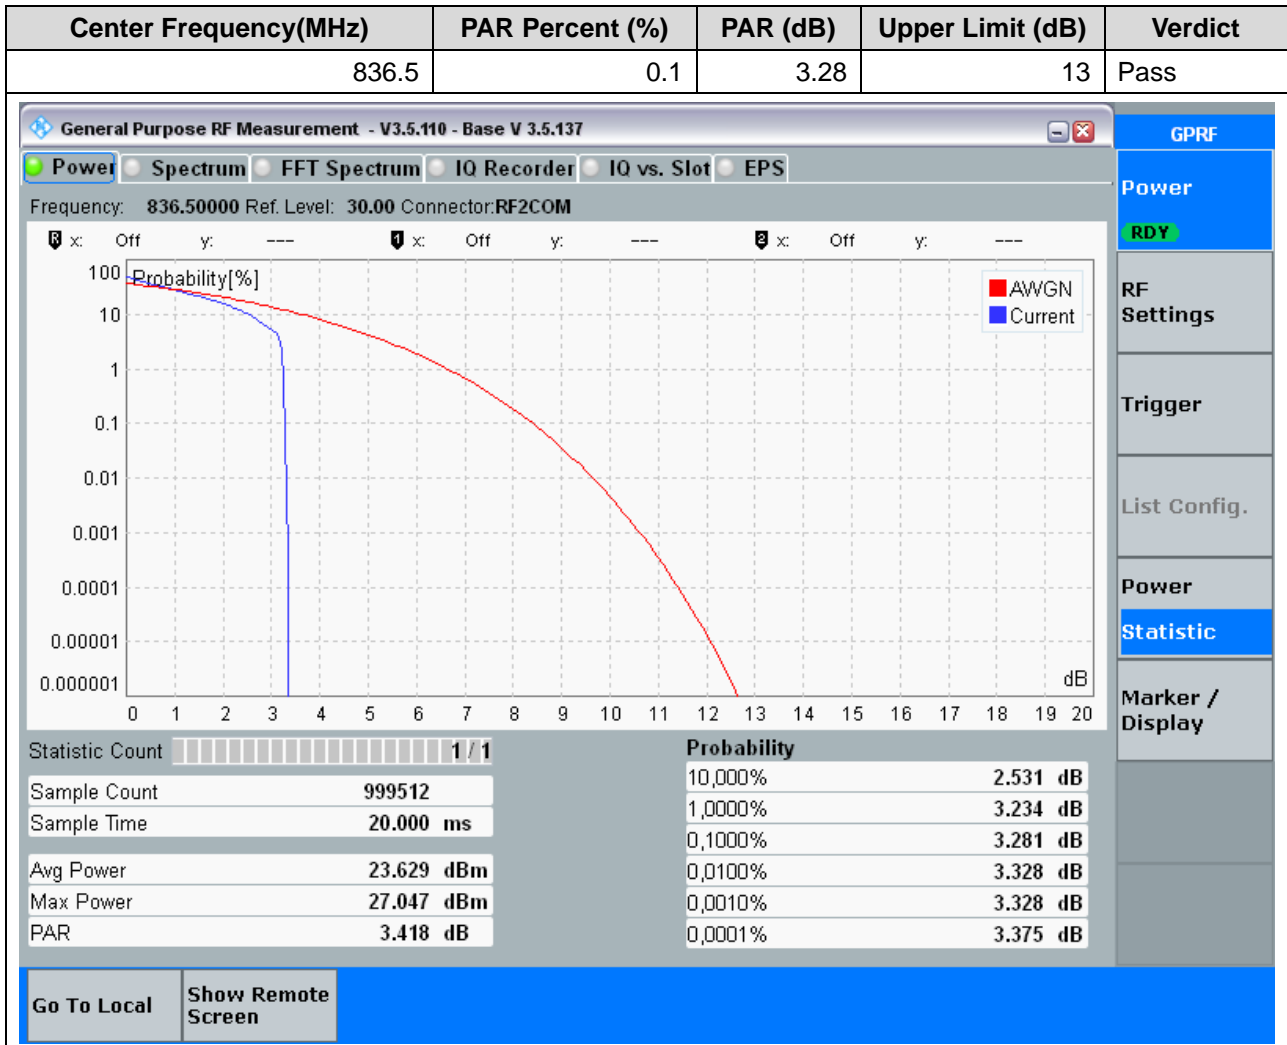 Center Frequency(MHz) PAR Percent (%) PAR (dB) Upper Limit (dB) Verdict
836.5 0.1 3.28 13 Pass
General Purpose RF Measurement - V3.5.110 - Base V 3.5.137
GPRF
Power Spectrum FFT Spectrum IQ Recorder IQ vs. Slot EPS
Power
RDY
Frequency: 836.50000 Ref. Level: 30.00 Connector:RF2COM
R x: Off y: --- 1 x: Off y: --- 2 x: Off y: ---
100 Probability[%]
AWGN
Current
10
1
0.1
0.01
0.001
0.0001
0.00001
0.000001
dB
0 1 2 3 4 5 6 7 8 9 10 11 12 13 14 15 16 17 18 19 20
RF
Settings
Trigger
List Config.
Power
Statistic
Marker /
Display
Statistic Count 1 / 1
Sample Count 999512
Sample Time 20.000 ms
Avg Power 23.629 dBm
Max Power 27.047 dBm
PAR 3.418 dB
Probability
10,000% 2.531 dB
1,0000% 3.234 dB
0,1000% 3.281 dB
0,0100% 3.328 dB
0,0010% 3.328 dB
0,0001% 3.375 dB
Go To Local
Show Remote
Screen